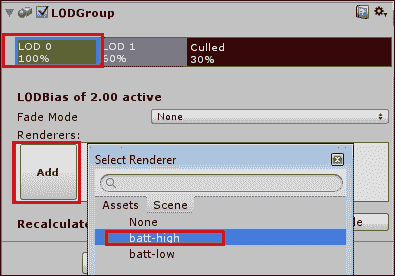 LODGroup
LOD 0 LOD 1 Culled
100% 60% 30%
LODBias of 2.00 active
Fade Mode None
Renderers:
Add
Select Renderer
Assets Scene
None
batt-high
batt-low
Recalculate